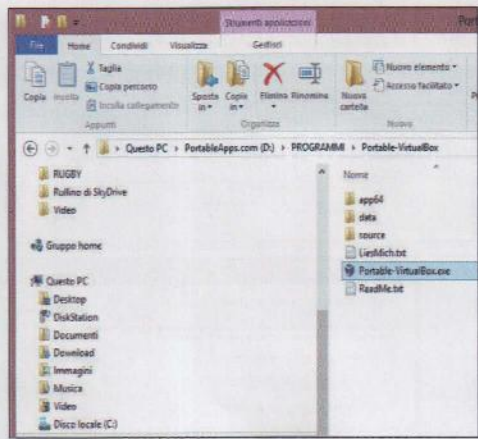 Strumenti applicazioni
Port
File Home Condividi Visualizza Gestisci
Copia Incolla Taglia
Copia percorso
Incolla collegamento
Sposta in Copia in Elimina Rinomina
Nuova cartella
Nuovo elemento
Accesso facilitato
Appunti Organizza Nuovo
Questo PC PortableApps.com (D:) PROGRAMMI Portable-VirtualBox
RUGBY
Rullino di SkyDrive
Video
Gruppo home
Questo PC
Desktop
DiskStation
Documenti
Download
Immagini
Musica
Video
Disco locale (C:)
Nome
app64
data
source
LiesMich.txt
Portable-VirtualBox.exe
ReadMe.txt